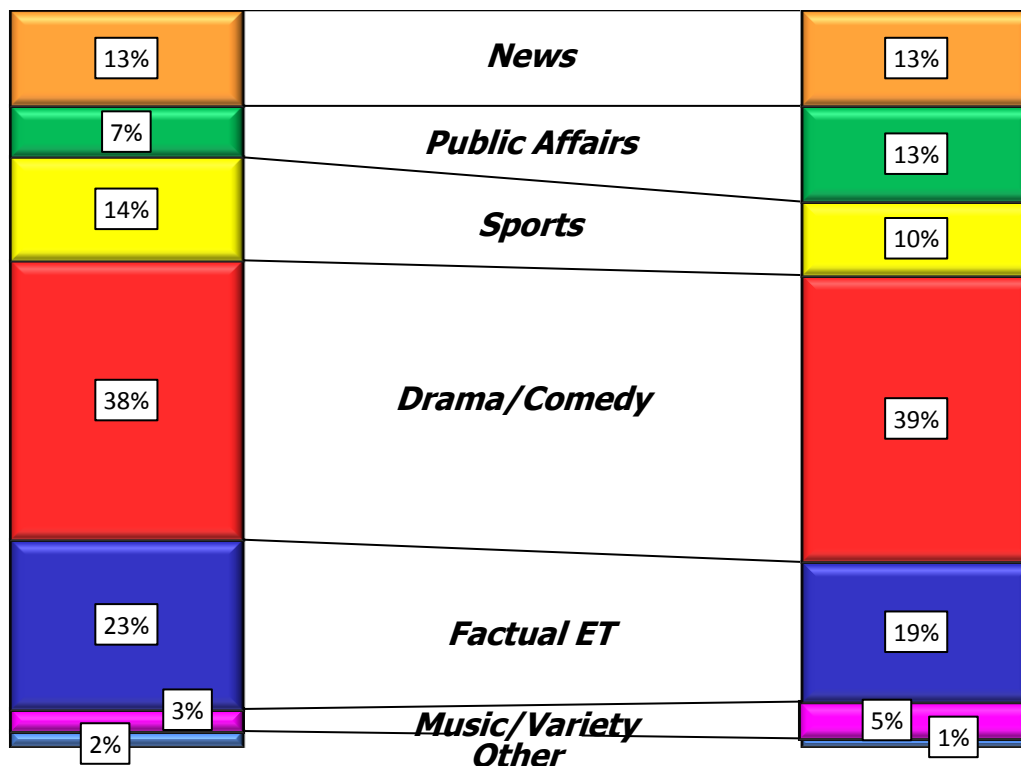 13% News 13%
7% Public Affairs 13%
14% Sports 10%
38% Drama/Comedy 39%
23% Factual ET 19%
3% Music/Variety 5%
2% Other 1%